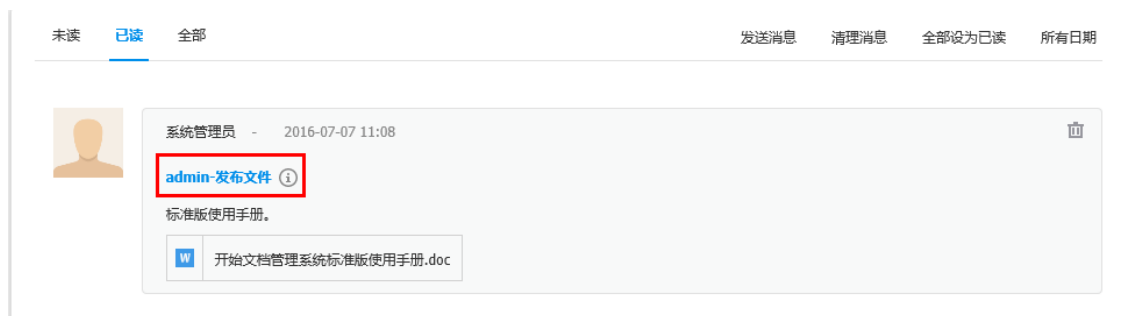 未读 已读 全部 发送消息 清理消息 全部设为已读 所有日期
系统管理员 - 2016-07-07 11:08
admin-发布文件
标准版使用手册。
W 开始文档管理系统标准版使用手册.doc